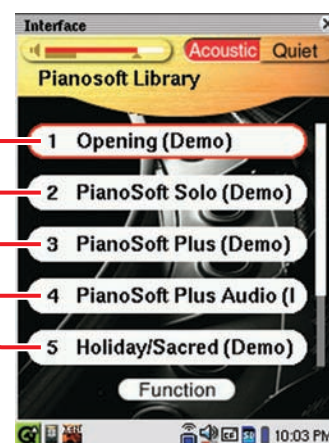 Interface
Acoustic Quiet
Pianosoft Library
1 Opening (Demo)
2 PianoSoft Solo (Demo)
3 PianoSoft Plus (Demo)
4 PianoSoft Plus Audio (
5 Holiday/Sacred (Demo)
Function
10:03 PM